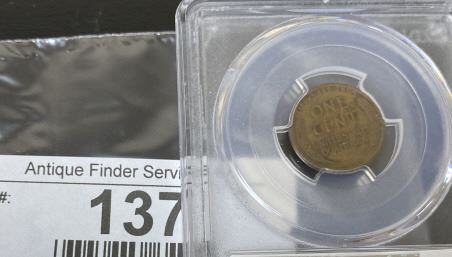 Antique Finder Servi
#:
137
ONE
CENT